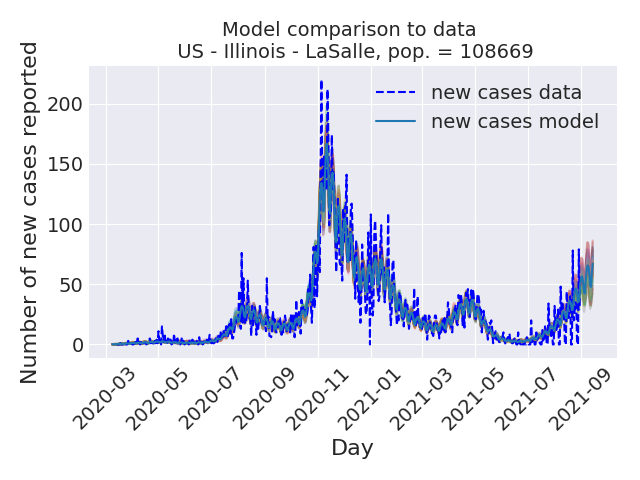 Model comparison to data
US - Illinois - LaSalle, pop. = 108669
Number of new cases reported
200
150
100
50
0
new cases data
new cases model
2020-03
2020-05
2020-07
2020-09
2020-11
2021-01
2021-03
2021-05
2021-07
2021-09
Day